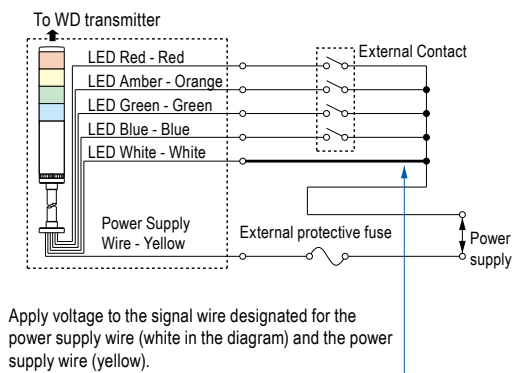 To WD transmitter
LED Red - Red
External Contact
LED Amber - Orange
LED Green - Green
LED Blue - Blue
LED White - White
Power Supply
Wire - Yellow
External protective fuse
Power
supply
Apply voltage to the signal wire designated for the
power supply wire (white in the diagram) and the power
supply wire (yellow).